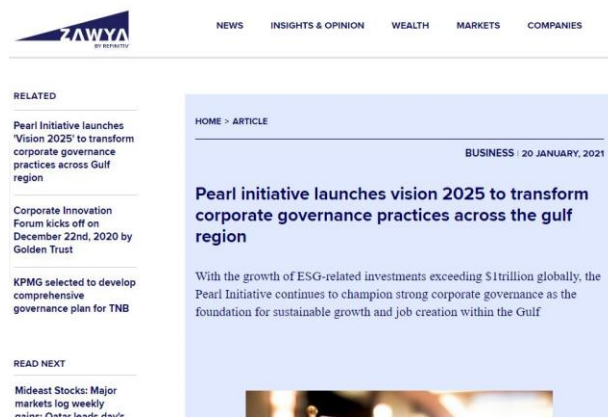 ZAWYA
BY REFINITIV
NEWS INSIGHTS & OPINION WEALTH MARKETS COMPANIES
RELATED
Pearl Initiative launches
'Vision 2025' to transform
corporate governance
practices across Gulf
region
Corporate Innovation
Forum kicks off on
December 22nd, 2020 by
Golden Trust
KPMG selected to develop
comprehensive
governance plan for TNB
READ NEXT
Mideast Stocks: Major
markets log weekly
gains; Qatar leads day's
HOME > ARTICLE
BUSINESS | 20 JANUARY, 2021
Pearl initiative launches vision 2025 to transform
corporate governance practices across the gulf
region
With the growth of ESG-related investments exceeding $1trillion globally, the
Pearl Initiative continues to champion strong corporate governance as the
foundation for sustainable growth and job creation within the Gulf